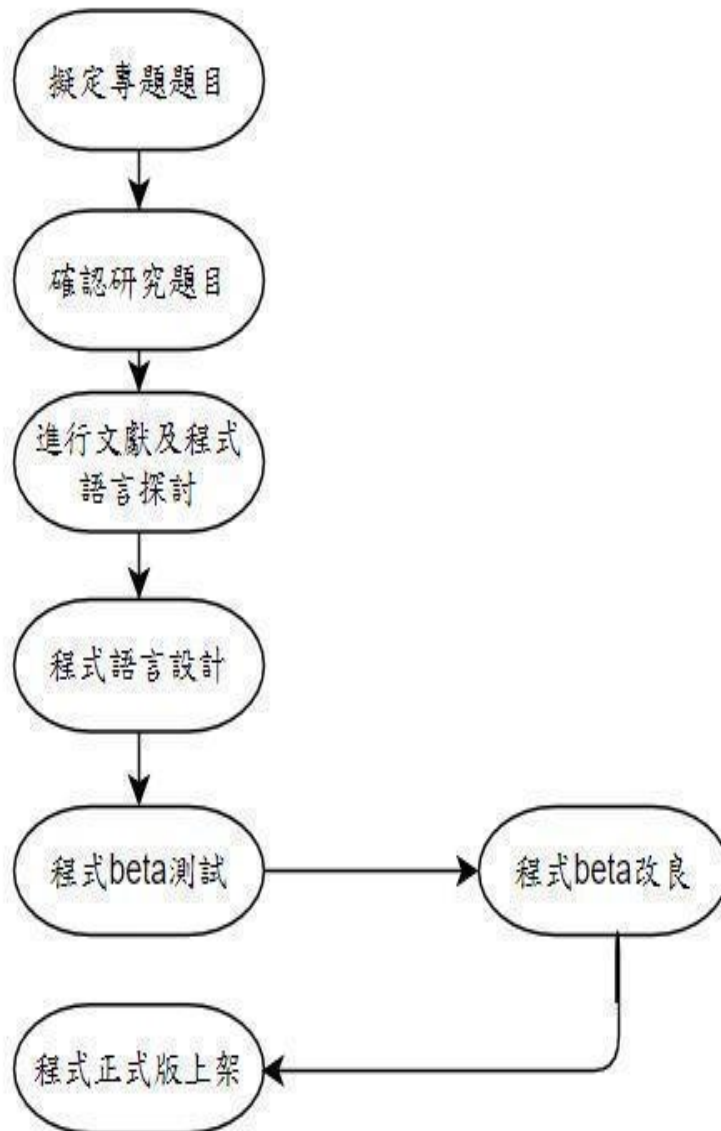 擬定專題題目
確認研究題目
進行文獻及程式
語言探討
程式語言設計
程式beta測試
程式beta改良
程式正式版上架